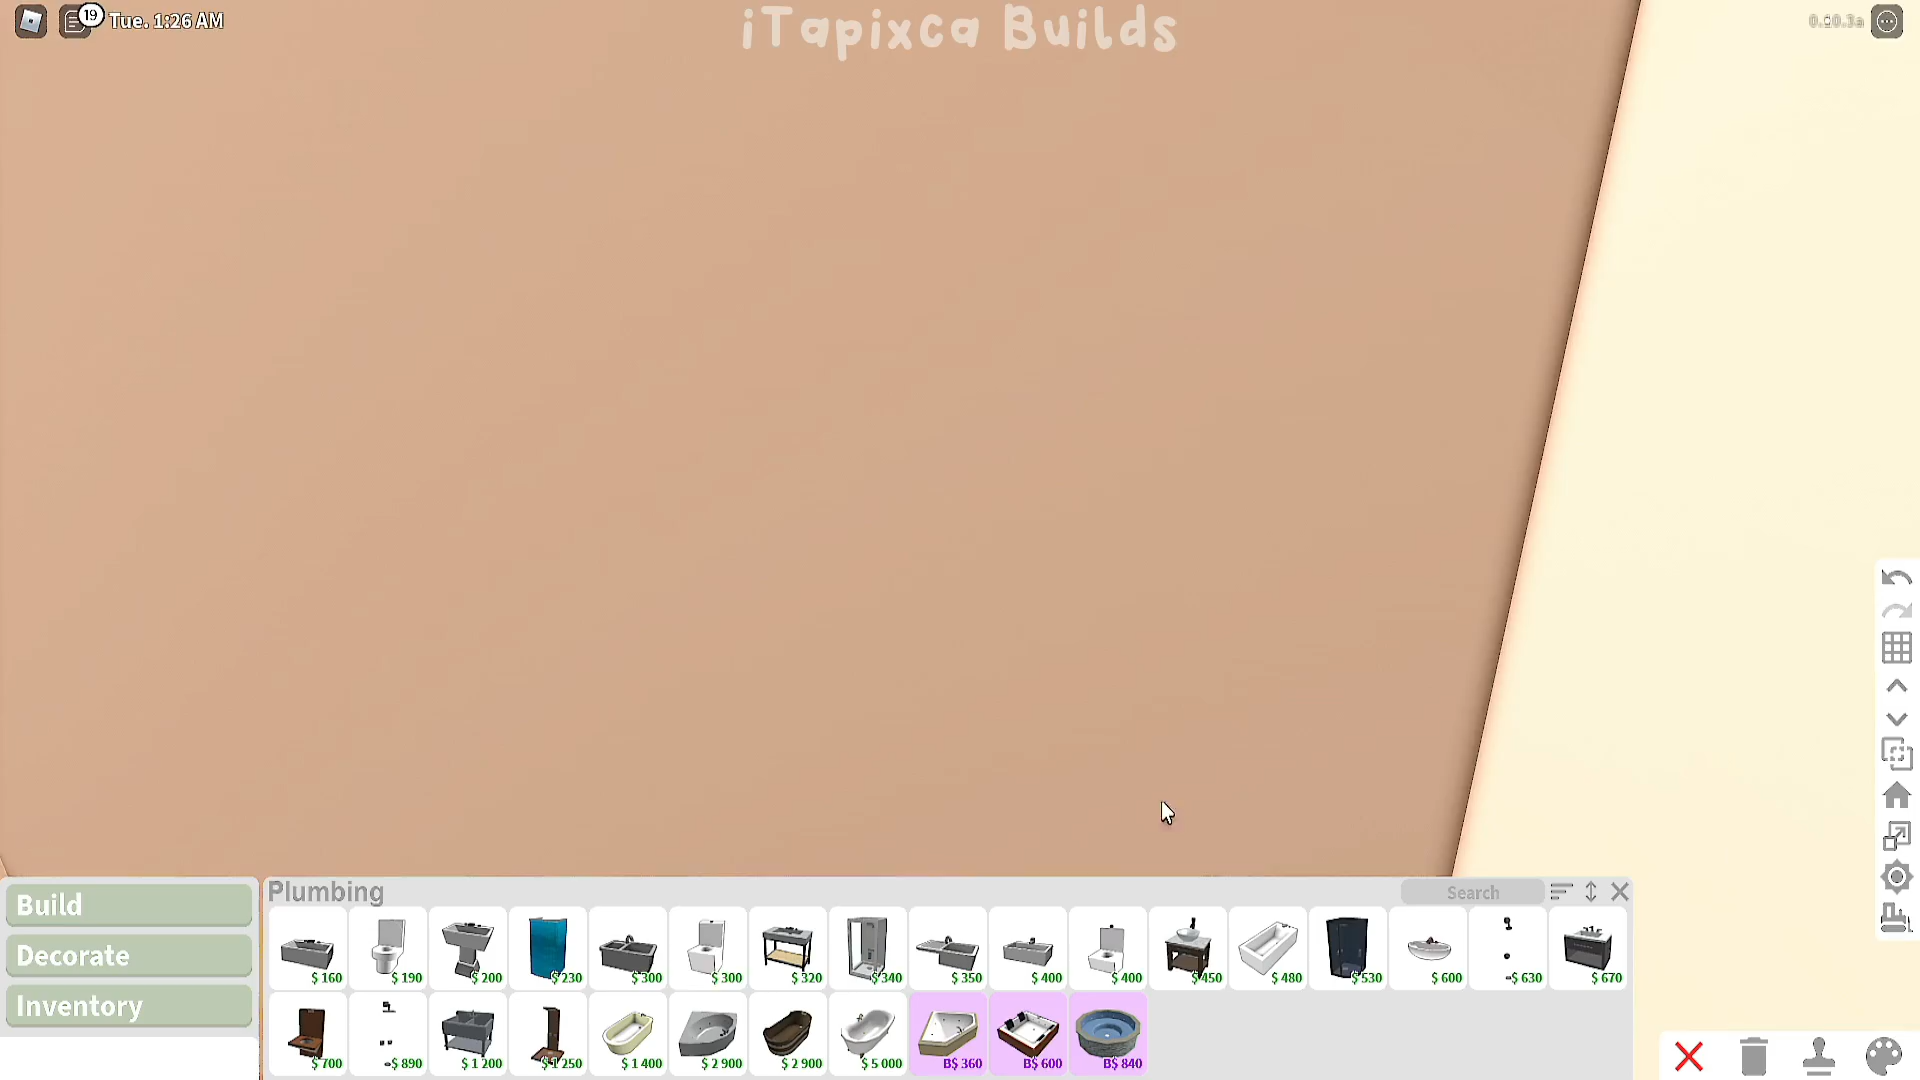 19 Tue. 1:26 AM
iTapixca Builds
Build
Decorate
Inventory
Plumbing
Search
$ 160 $ 190 $ 200 $ 230 $ 300 $ 300 $ 320 $ 340 $ 350 $ 400 $ 400 $ 450 $ 480 $ 530 $ 600 $ 630 $ 670
$ 700 $ 890 $ 1 200 $ 1 250 $ 1 400 $ 2 900 $ 2 900 $ 5 000 B$ 360 B$ 600 B$ 840